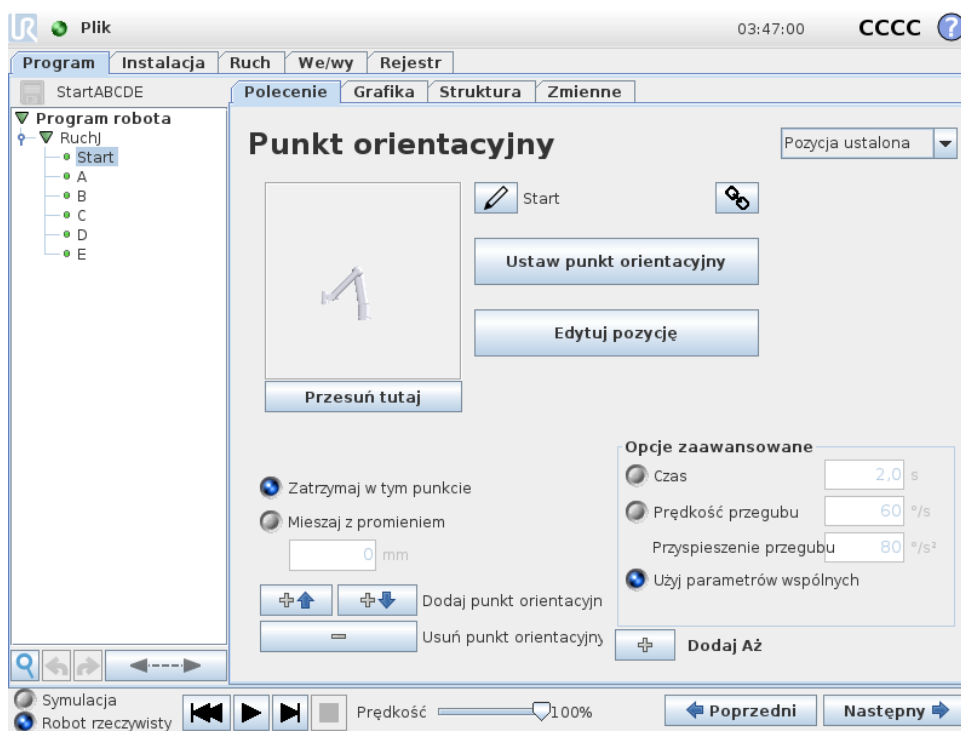 UR Plik 03:47:00 CCCC ?
Program Instalacja Ruch We/wy Rejestr
StartABCDE
Polecenie Grafika Struktura Zmienne
Program robota
RuchJ
Start
A
B
C
D
E
Punkt orientacyjny
Pozycja ustalona
Start
Ustaw punkt orientacyjny
Edytuj pozycję
Przesuń tutaj
Zatrzymaj w tym punkcie
Mieszaj z promieniem
0 mm
Dodaj punkt orientacyjn
Usuń punkt orientacyjny
Opcje zaawansowane
Czas 2,0 s
Prędkość przegubu 60 °/s
Przyspieszenie przegubu 80 °/s²
Użyj parametrów wspólnych
Dodaj Aż
Symulacja
Robot rzeczywisty
Prędkość 100%
Poprzedni
Następny